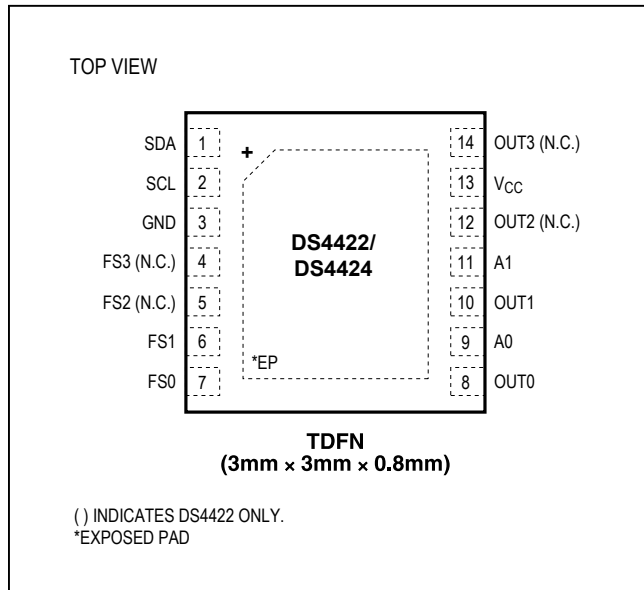 TOP VIEW
SDA 1
SCL 2
GND 3
FS3 (N.C.) 4
FS2 (N.C.) 5
FS1 6
FS0 7
+
DS4422/
DS4424
*EP
14 OUT3 (N.C.)
13 VCC
12 OUT2 (N.C.)
11 A1
10 OUT1
9 A0
8 OUT0
TDFN
(3mm × 3mm × 0.8mm)
( ) INDICATES DS4422 ONLY.
*EXPOSED PAD